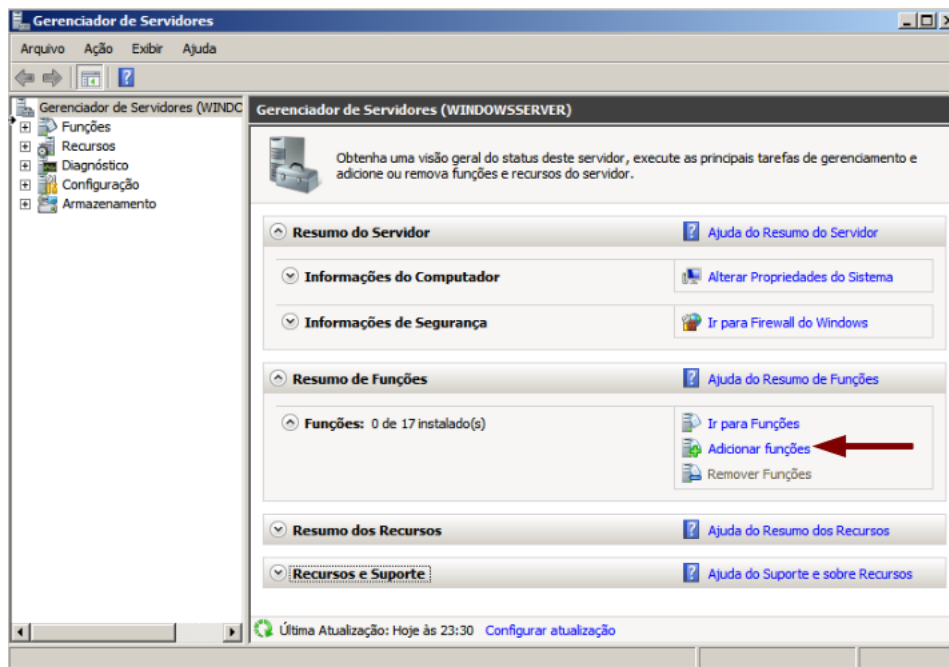 Gerenciador de Servidores
Arquivo Ação Exibir Ajuda
Gerenciador de Servidores (WINDC
Funções
Recursos
Diagnóstico
Configuração
Armazenamento
Gerenciador de Servidores (WINDOWSSERVER)
Obtenha uma visão geral do status deste servidor, execute as principais tarefas de gerenciamento e
adicione ou remova funções e recursos do servidor.
Resumo do Servidor
Ajuda do Resumo do Servidor
Informações do Computador
Alterar Propriedades do Sistema
Informações de Segurança
Ir para Firewall do Windows
Resumo de Funções
Ajuda do Resumo de Funções
Funções: 0 de 17 instalado(s)
Ir para Funções
Adicionar funções
Remover Funções
Resumo dos Recursos
Ajuda do Resumo dos Recursos
Recursos e Suporte
Ajuda do Suporte e sobre Recursos
Última Atualização: Hoje às 23:30 Configurar atualização